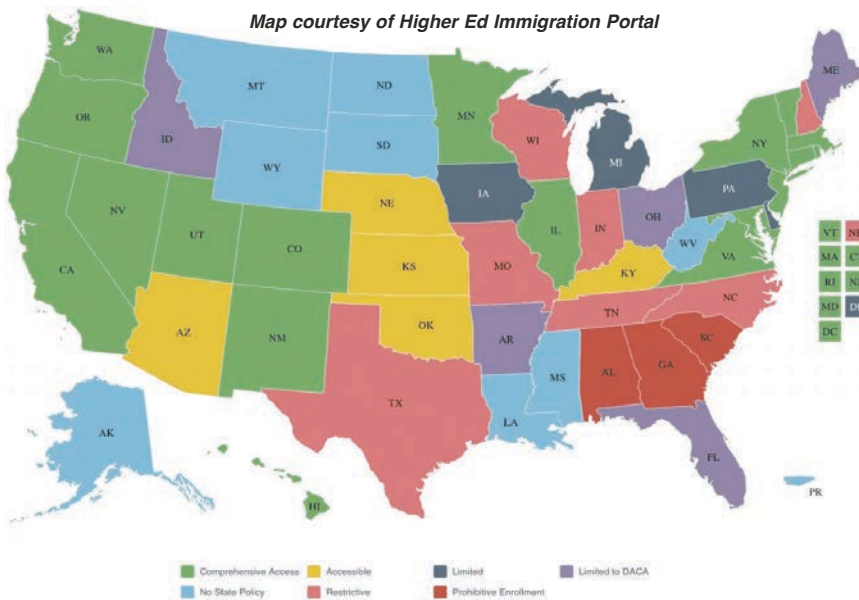 Map courtesy of Higher Ed Immigration Portal
WA
ME
MT
ND
OR
MN
ID
WI
NY
SD
MI
WY
IA
PA
NE
NV
OH
IL
IN
UT
WV
VT
CO
VA
CA
KS
MO
KY
MA
RI
NC
TN
OK
AZ
NM
AR
MD
SC
DC
MS
AL
GA
TX
LA
AK
FL
PR
HI
Comprehensive Access
Accessible
Limited
Limited to DACA
No State Policy
Restrictive
Prohibitive Enrollment